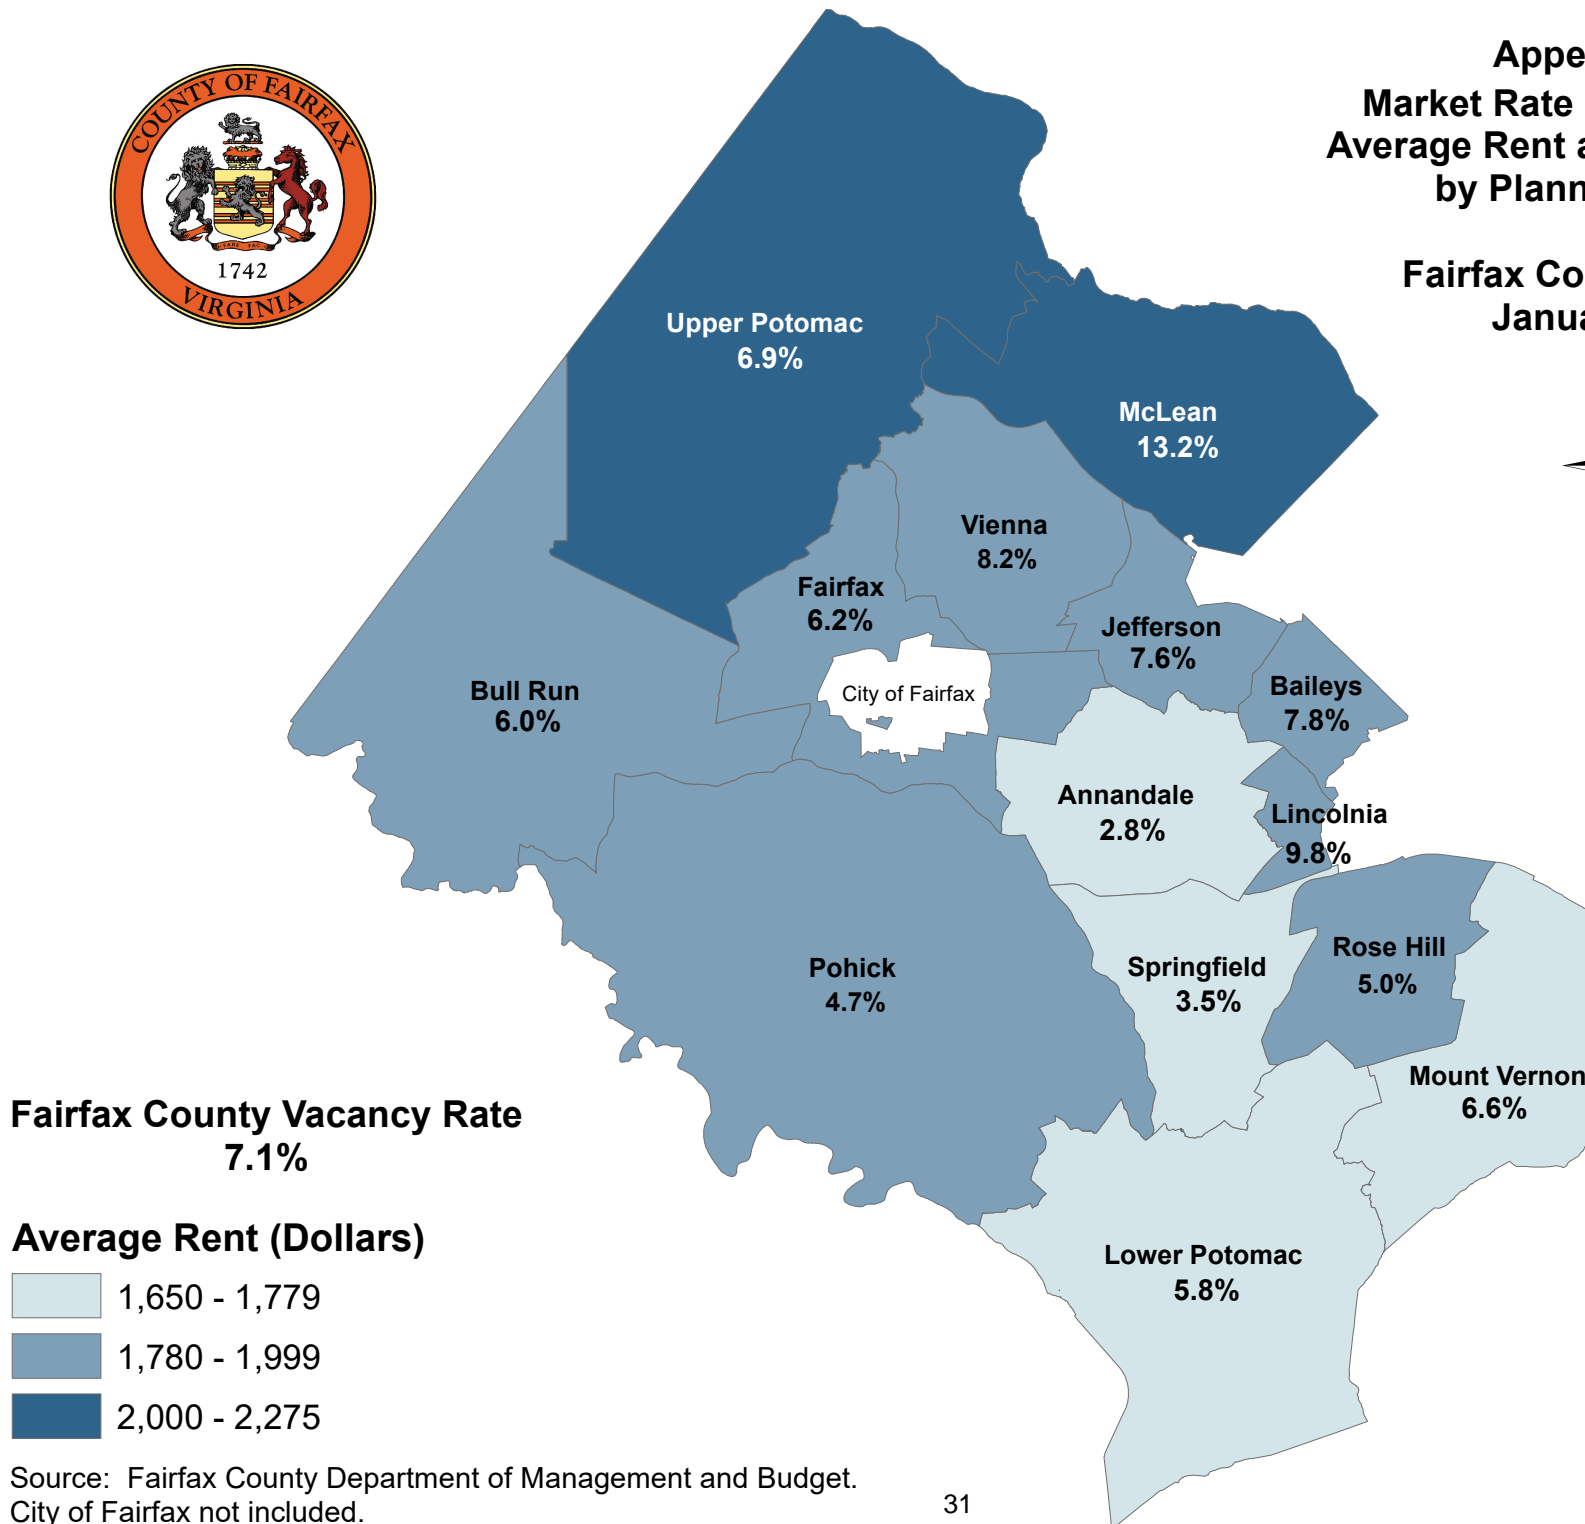 COUNTY OF FAIRFAX
1742
VIRGINIA
Appe
Market Rate
Average Rent a
by Plann
Fairfax Co
Janua
Upper Potomac
6.9%
McLean
13.2%
Vienna
8.2%
Fairfax
6.2%
Jefferson
7.6%
Baileys
7.8%
City of Fairfax
Bull Run
6.0%
Annandale
2.8%
Lincolnia
9.8%
Rose Hill
5.0%
Springfield
3.5%
Pohick
4.7%
Mount Vernon
6.6%
Lower Potomac
5.8%
Fairfax County Vacancy Rate
7.1%
Average Rent (Dollars)
1,650 - 1,779
1,780 - 1,999
2,000 - 2,275
Source: Fairfax County Department of Management and Budget.
City of Fairfax not included.
31